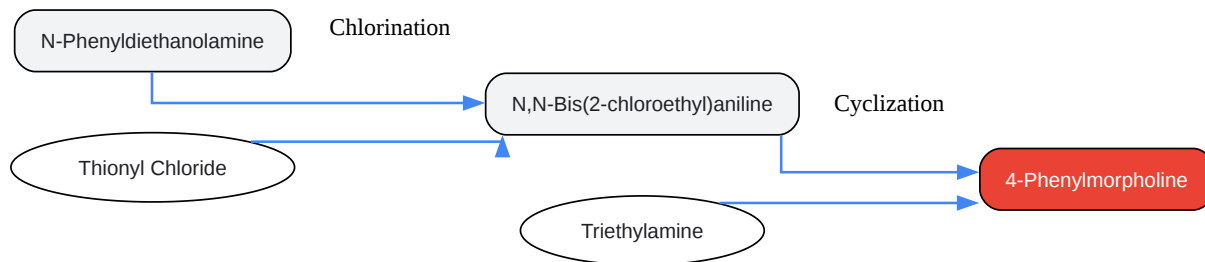 N-Phenyldiethanolamine
Chlorination
N,N-Bis(2-chloroethyl)aniline
Cyclization
Thionyl Chloride
4-Phenylmorpholine
Triethylamine